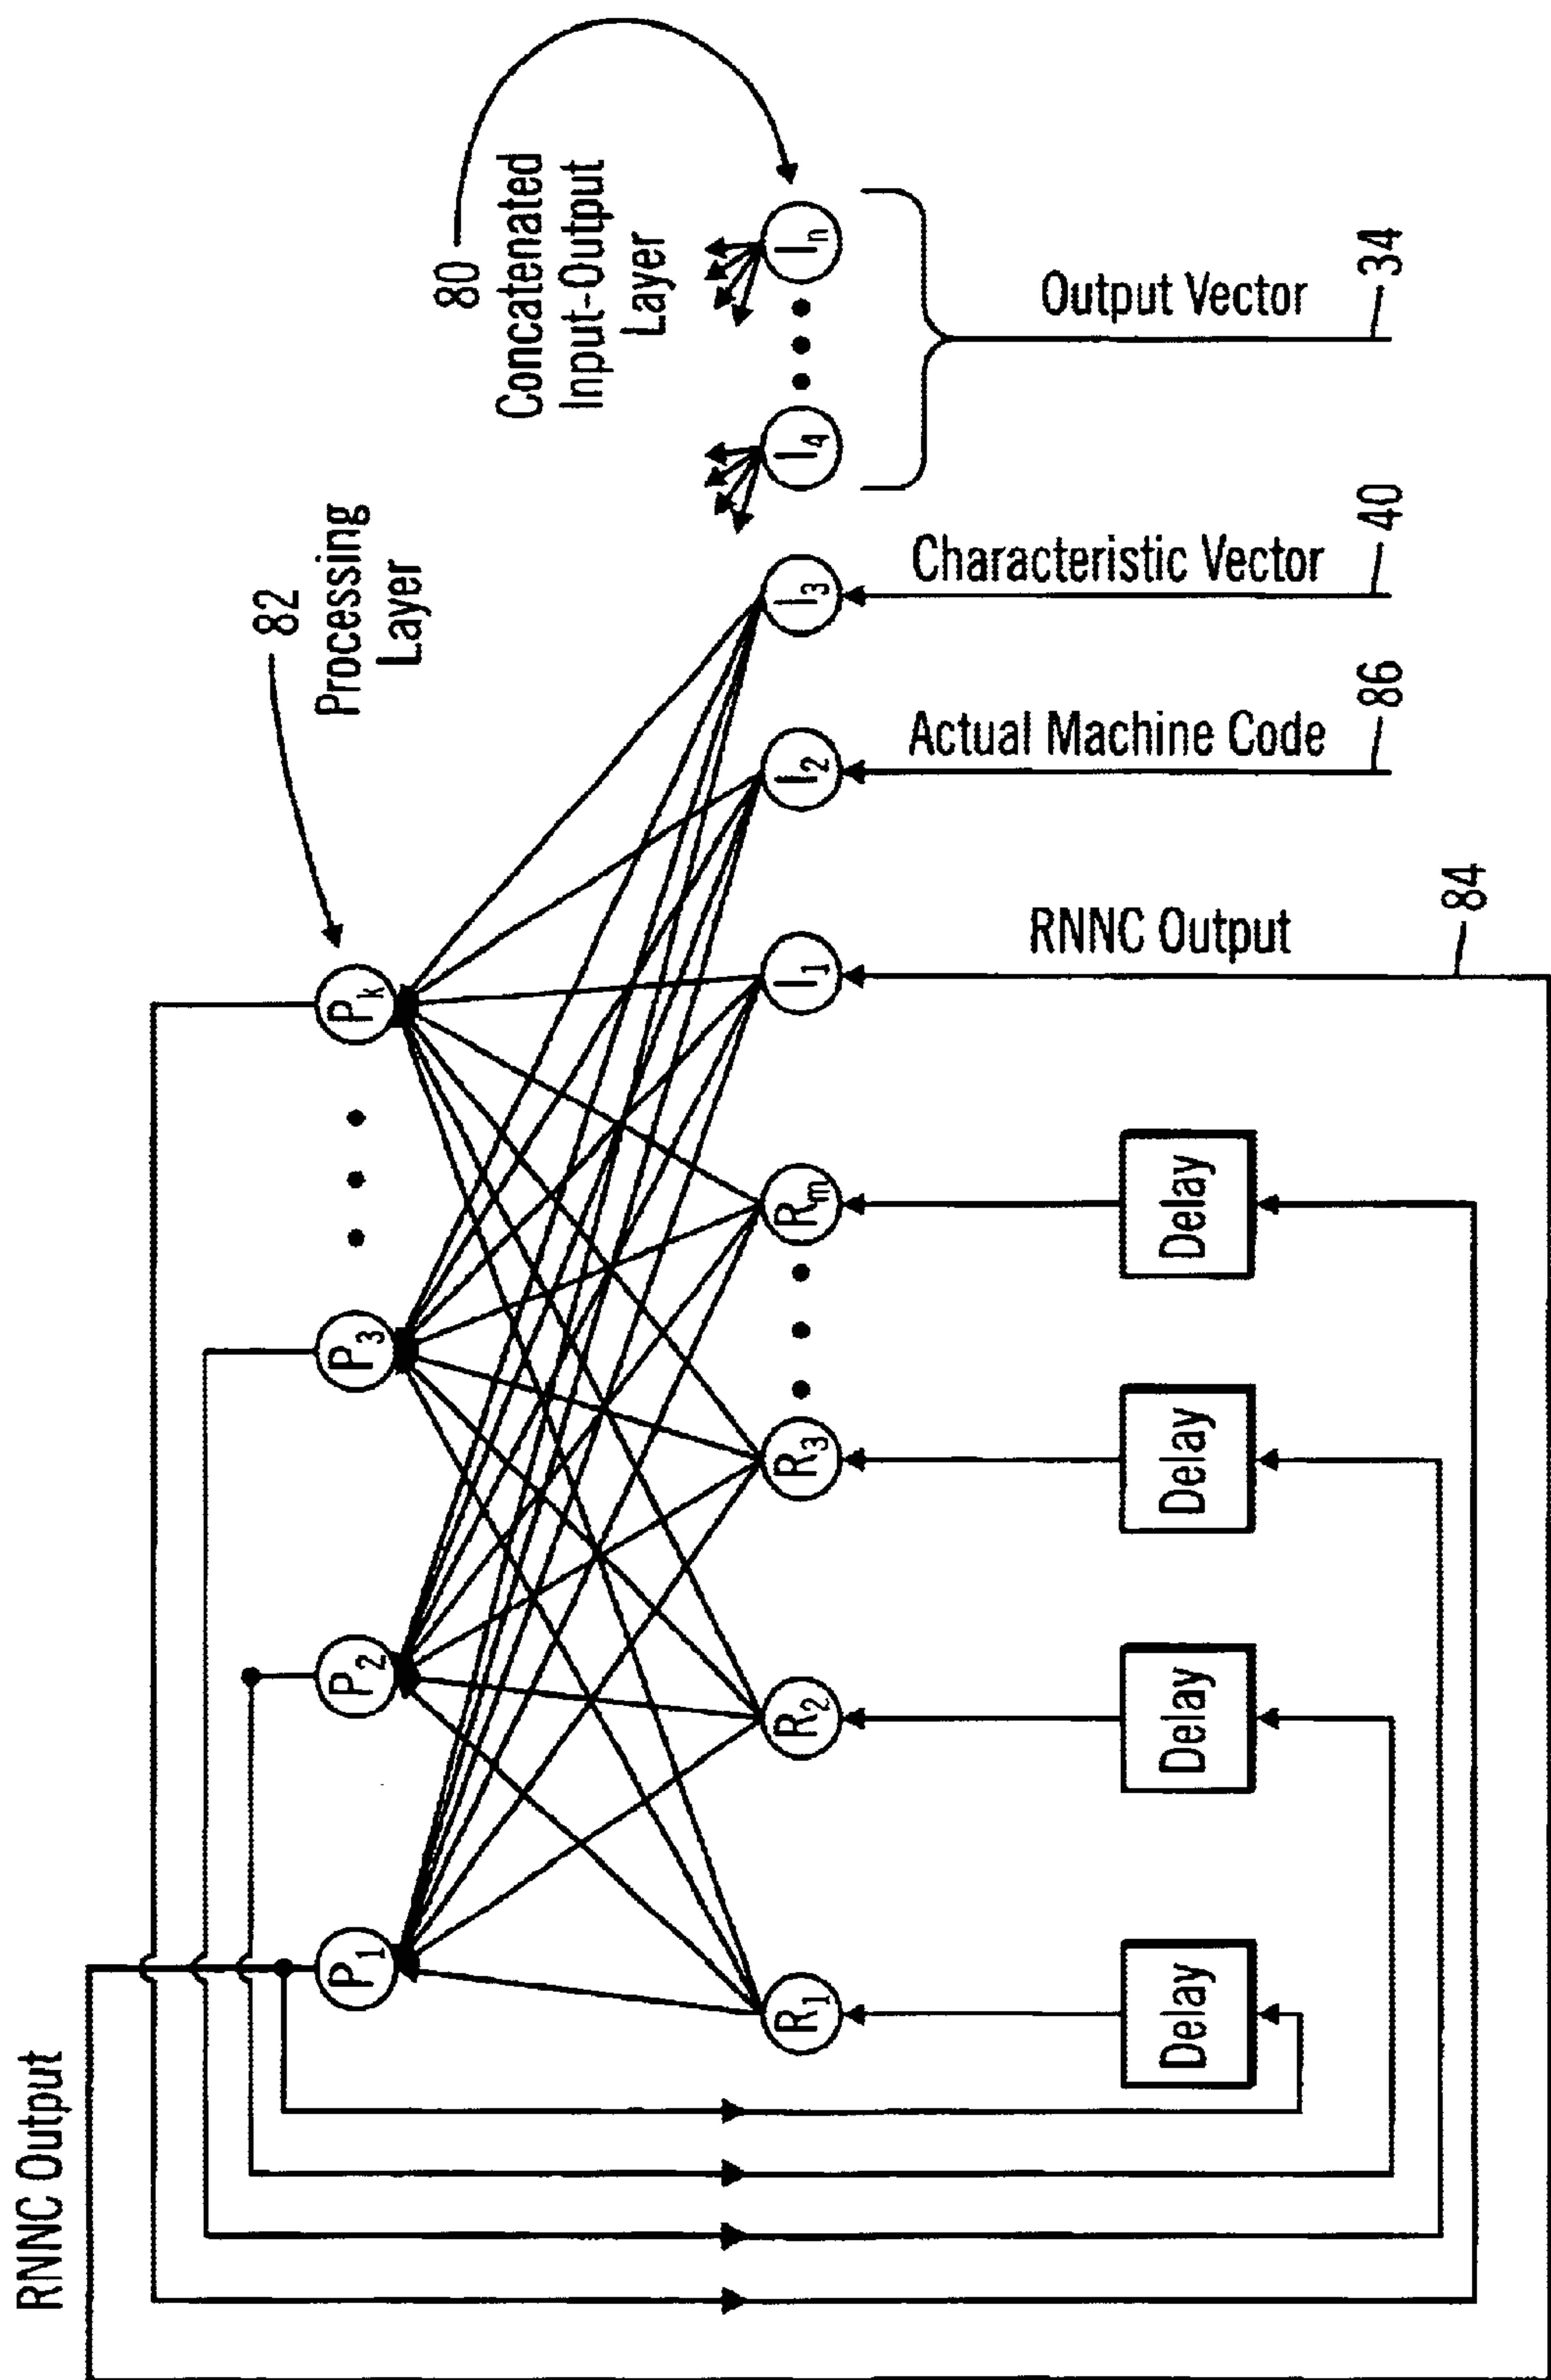 RNNC Output
82
Processing
Layer
80
Concatenated
Input-Output
Layer
P1
P2
P3
Pk
R1
R2
R3
Rm
I1
I2
I3
I4
In
Delay
Delay
Delay
Delay
RNNC Output
84
Actual Machine Code
86
Characteristic Vector
40
Output Vector
34